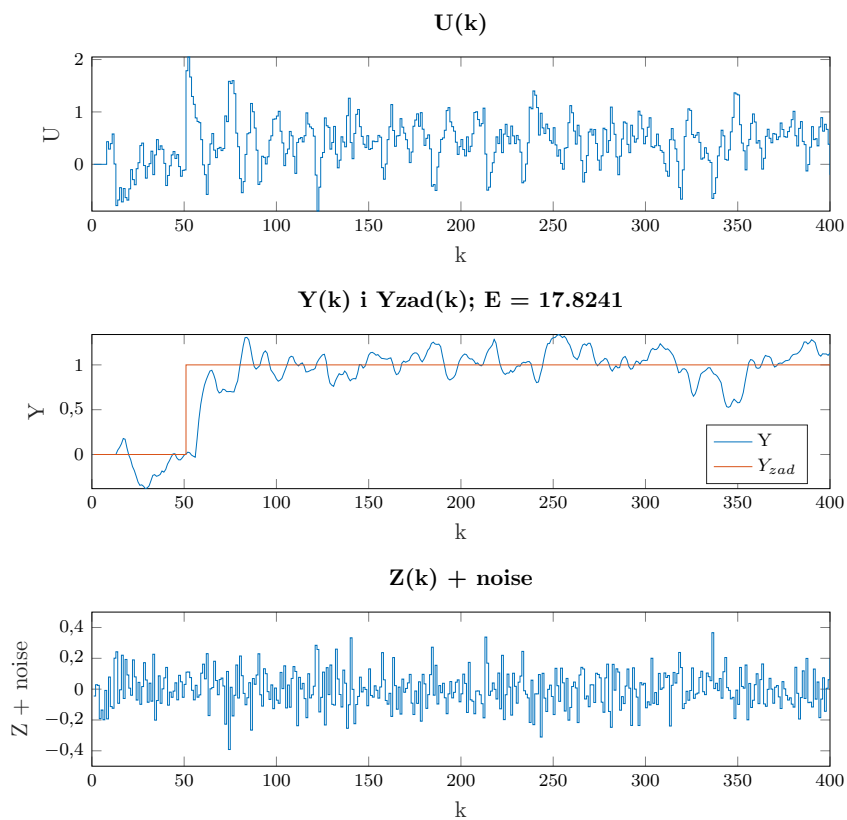 U(k)
2
1
0
U
0 50 100 150 200 250 300 350 400
k
Y(k) i Yzad(k); E = 17.8241
1
0,5
0
Y
Y
Y_zad
0 50 100 150 200 250 300 350 400
k
Z(k) + noise
0,4
0,2
0
−0,2
−0,4
Z + noise
0 50 100 150 200 250 300 350 400
k